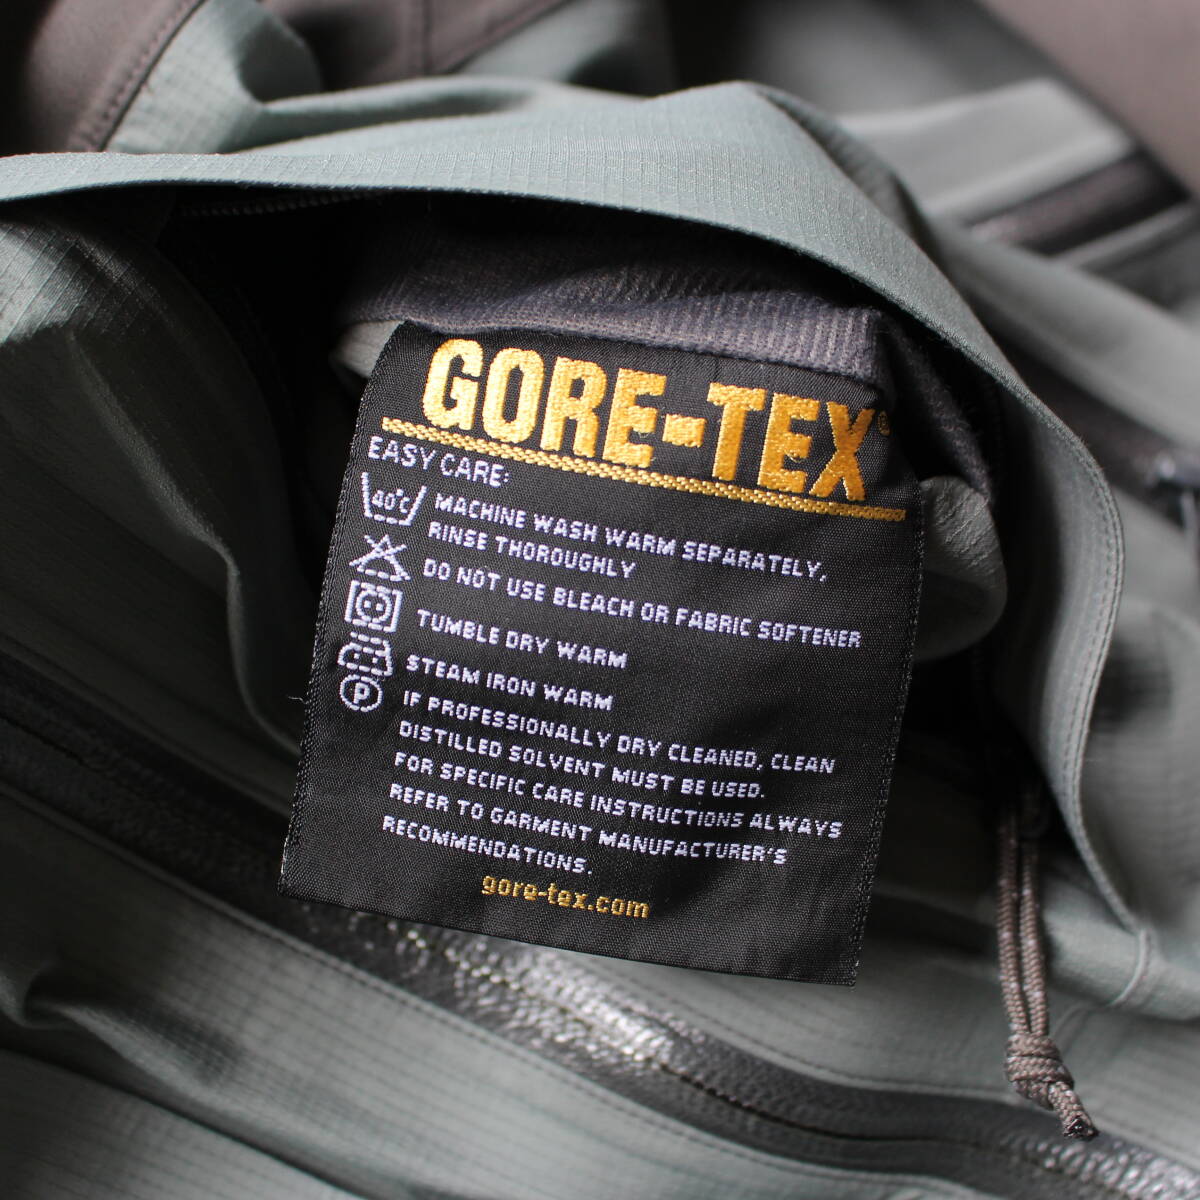 GORE-TEX®
EASY CARE:
40°C MACHINE WASH WARM SEPARATELY,
RINSE THOROUGHLY
DO NOT USE BLEACH OR FABRIC SOFTENER
TUMBLE DRY WARM
STEAM IRON WARM
P IF PROFESSIONALLY DRY CLEANED, CLEAN
DISTILLED SOLVENT MUST BE USED.
FOR SPECIFIC CARE INSTRUCTIONS ALWAYS
REFER TO GARMENT MANUFACTURER'S
RECOMMENDATIONS.
gore-tex.com